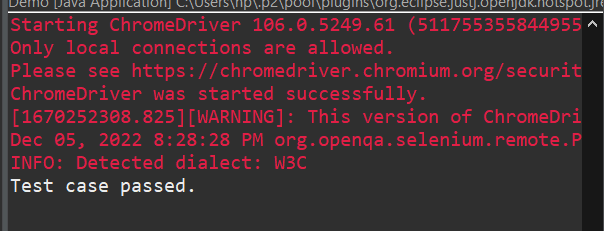 Demo [Java Application] C:\Users\hp\.p2\pool\plugins\org.eclipse.justj.openjdk.hotspot.jre
Starting ChromeDriver 106.0.5249.61 (511755355844955
Only local connections are allowed.
Please see https://chromedriver.chromium.org/securit
ChromeDriver was started successfully.
[1670252308.825][WARNING]: This version of ChromeDri
Dec 05, 2022 8:28:28 PM org.openqa.selenium.remote.P
INFO: Detected dialect: W3C
Test case passed.